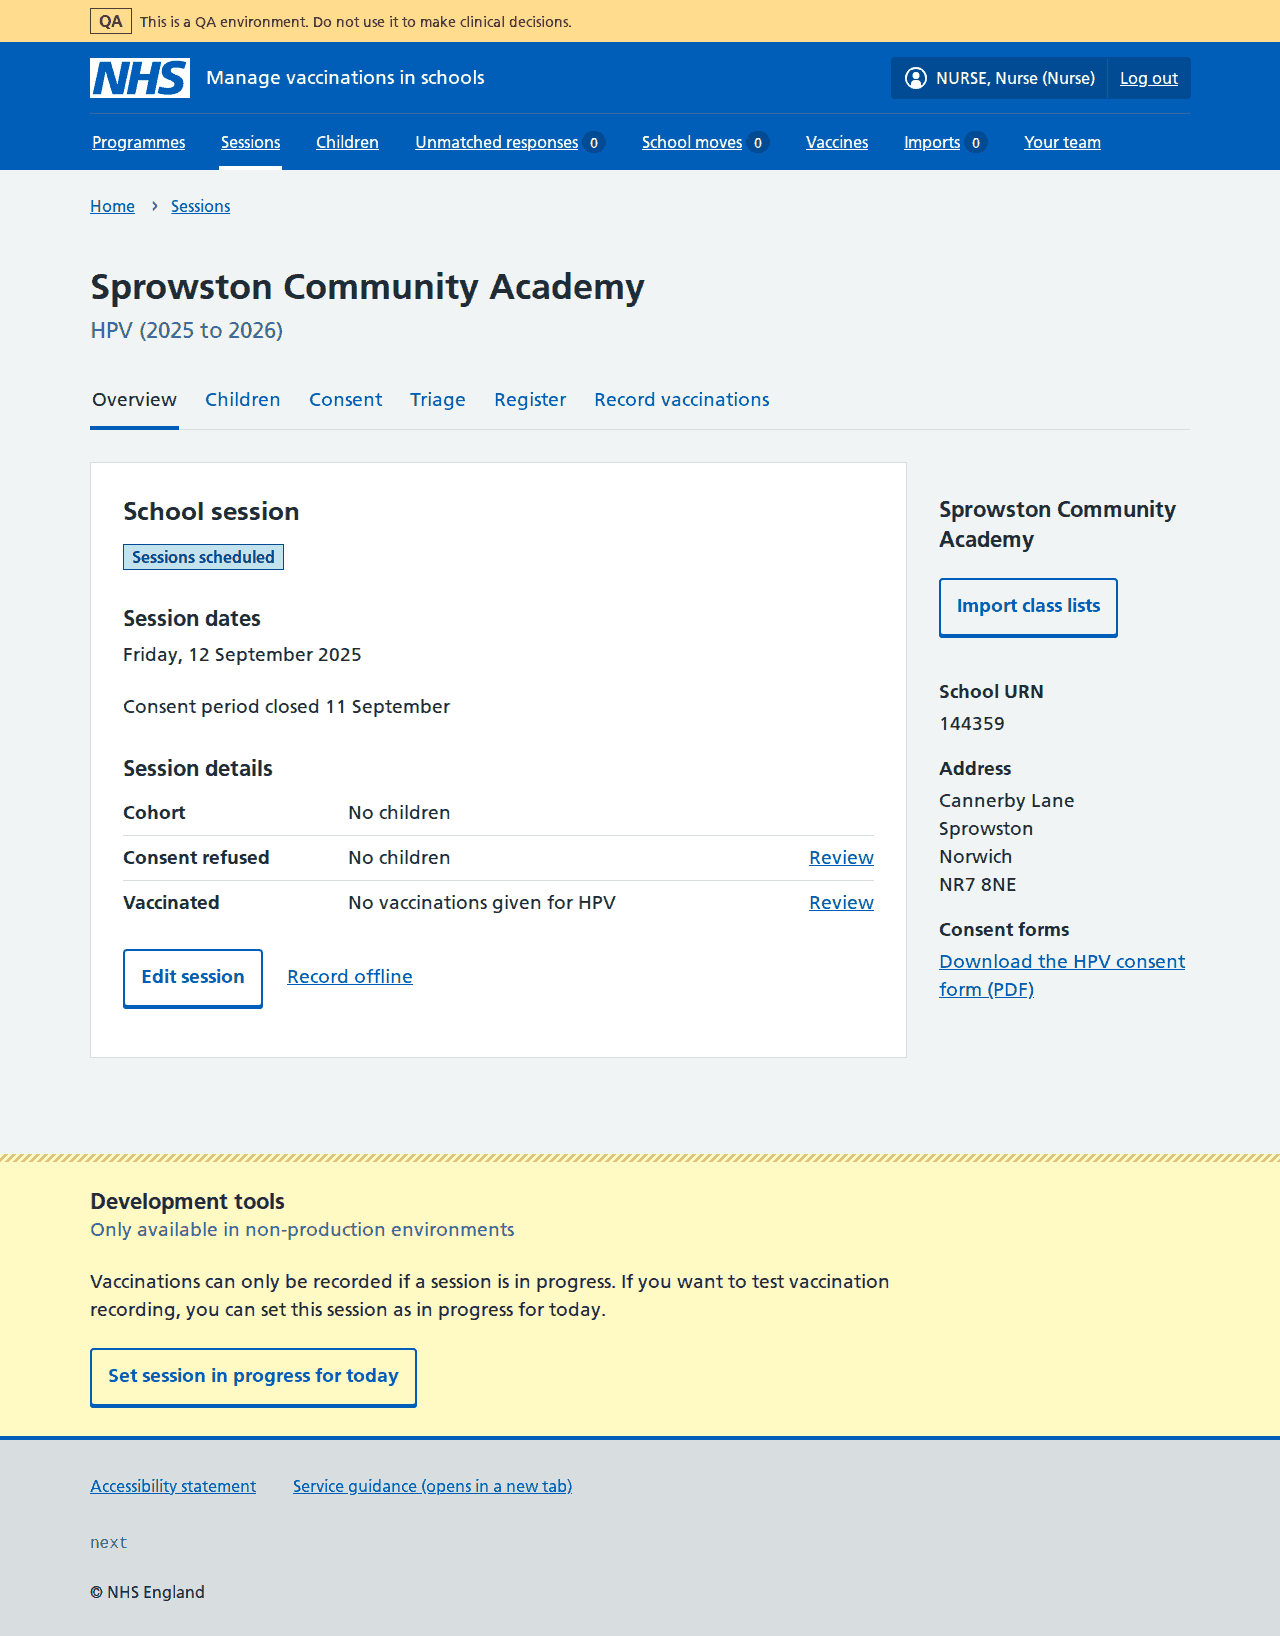 QA This is a QA environment. Do not use it to make clinical decisions.
NHS Manage vaccinations in schools NURSE, Nurse (Nurse) Log out
Programmes Sessions Children Unmatched responses 0 School moves 0 Vaccines Imports 0 Your team
Home › Sessions
Sprowston Community Academy
HPV (2025 to 2026)
Overview Children Consent Triage Register Record vaccinations
School session
Sessions scheduled
Session dates
Friday, 12 September 2025
Consent period closed 11 September
Session details
Cohort No children
Consent refused No children Review
Vaccinated No vaccinations given for HPV Review
Edit session Record offline
Sprowston Community
Academy
Import class lists
School URN
144359
Address
Cannerby Lane
Sprowston
Norwich
NR7 8NE
Consent forms
Download the HPV consent
form (PDF)
Development tools
Only available in non-production environments
Vaccinations can only be recorded if a session is in progress. If you want to test vaccination
recording, you can set this session as in progress for today.
Set session in progress for today
Accessibility statement Service guidance (opens in a new tab)
next
© NHS England